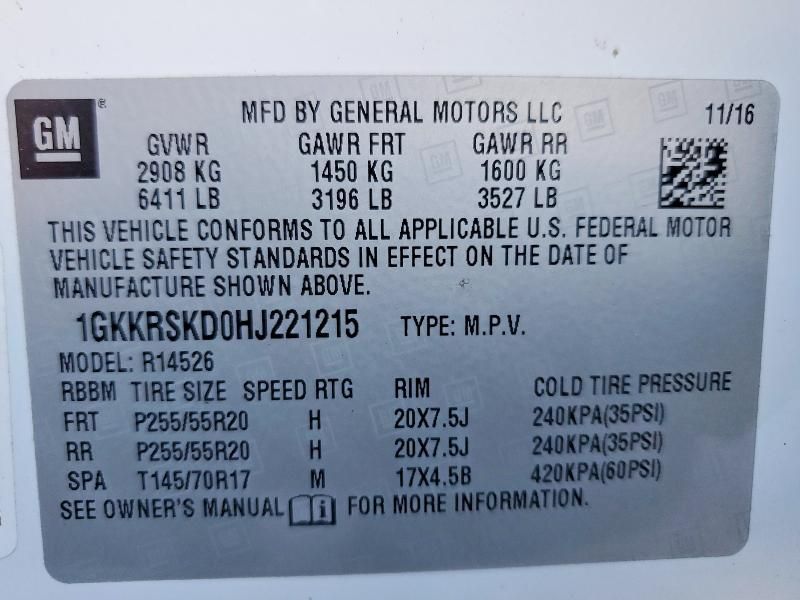 GM ® MFD BY GENERAL MOTORS LLC 11/16
GVWR GAWR FRT GAWR RR
2908 KG 1450 KG 1600 KG
6411 LB 3196 LB 3527 LB
THIS VEHICLE CONFORMS TO ALL APPLICABLE U.S. FEDERAL MOTOR
VEHICLE SAFETY STANDARDS IN EFFECT ON THE DATE OF
MANUFACTURE SHOWN ABOVE.
1GKKRSKD0HJ221215 TYPE: M.P.V.
MODEL: R14526
RBBM TIRE SIZE SPEED RTG RIM COLD TIRE PRESSURE
FRT P255/55R20 H 20X7.5J 240KPA(35PSI)
RR P255/55R20 H 20X7.5J 240KPA(35PSI)
SPA T145/70R17 M 17X4.5B 420KPA(60PSI)
SEE OWNER'S MANUAL i FOR MORE INFORMATION.